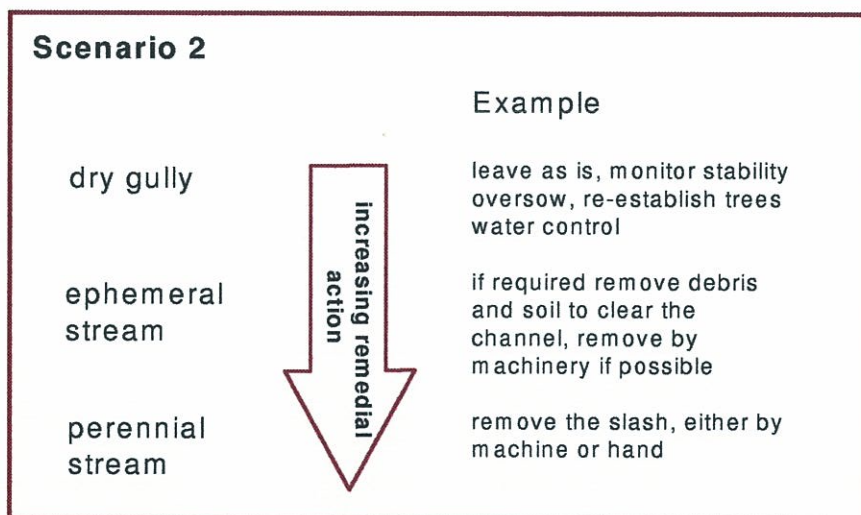 Scenario 2
Example
dry gully
leave as is, monitor stability
oversow, re-establish trees
water control
increasing remedial
action
ephemeral
stream
if required remove debris
and soil to clear the
channel, remove by
machinery if possible
perennial
stream
remove the slash, either by
machine or hand